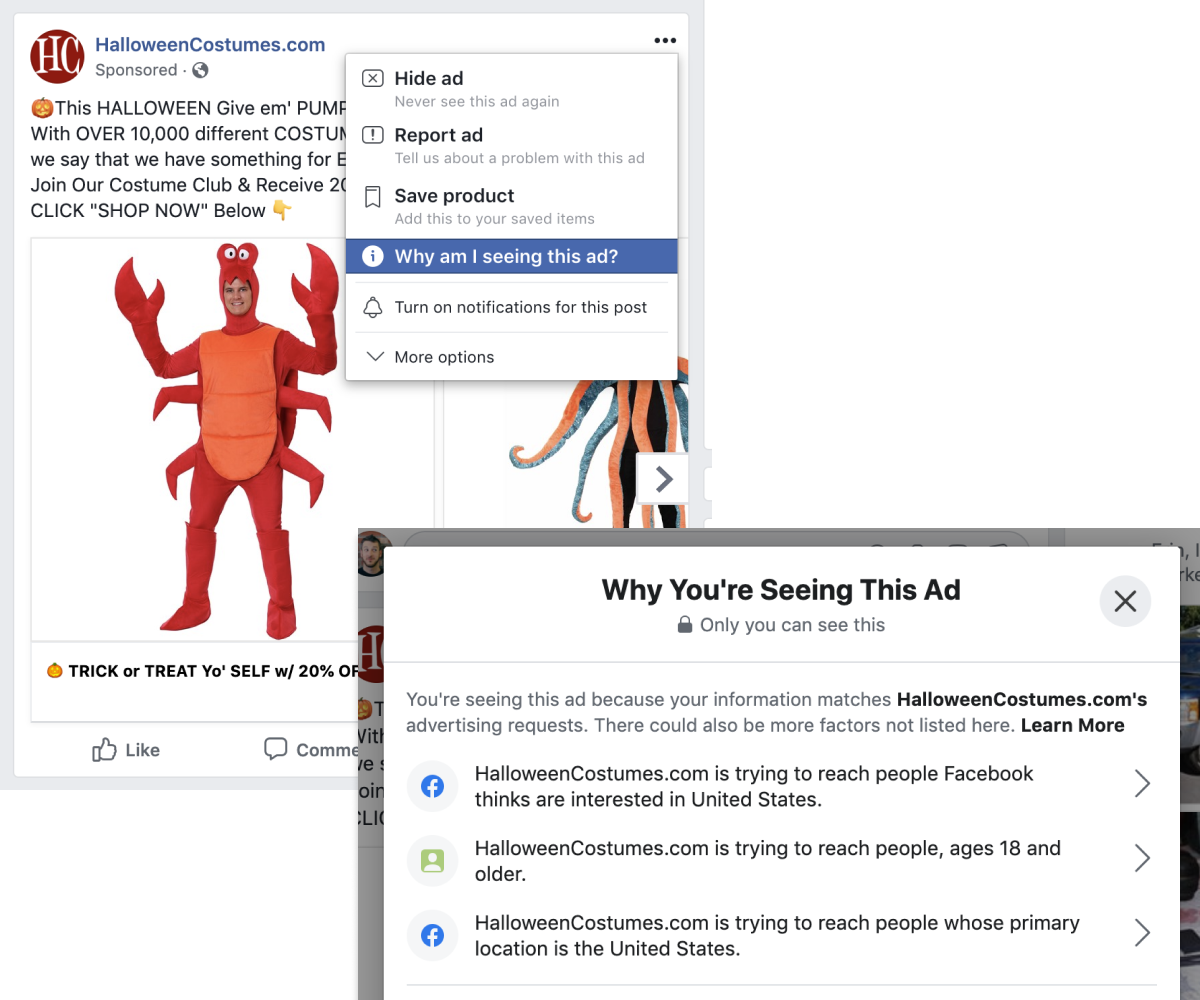 HC
HalloweenCostumes.com
Sponsored ·
This HALLOWEEN Give em' PUMP
With OVER 10,000 different COSTUM
we say that we have something for E
Join Our Costume Club & Receive 20
CLICK "SHOP NOW" Below
Hide ad
Never see this ad again
Report ad
Tell us about a problem with this ad
Save product
Add this to your saved items
Why am I seeing this ad?
Turn on notifications for this post
More options
TRICK or TREAT Yo' SELF w/ 20% OF
Like
Comme
Why You're Seeing This Ad
Only you can see this
You're seeing this ad because your information matches HalloweenCostumes.com's
advertising requests. There could also be more factors not listed here. Learn More
HalloweenCostumes.com is trying to reach people Facebook
thinks are interested in United States.
HalloweenCostumes.com is trying to reach people, ages 18 and
older.
HalloweenCostumes.com is trying to reach people whose primary
location is the United States.